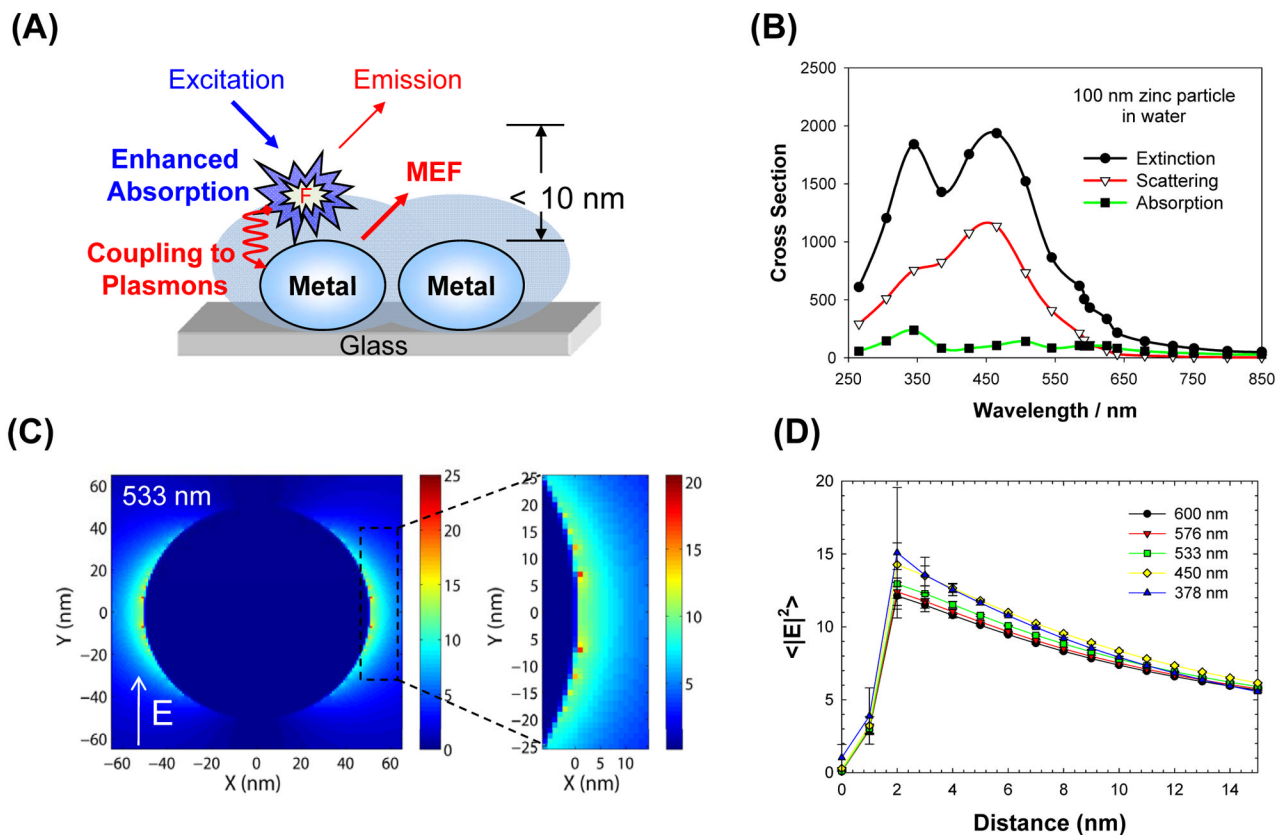 (A)
Excitation
Emission
Enhanced
Absorption
F
MEF
< 10 nm
Coupling to
Plasmons
Metal
Metal
Glass
(B)
2500
2000
1500
1000
500
0
Cross Section
100 nm zinc particle
in water
Extinction
Scattering
Absorption
250 350 450 550 650 750 850
Wavelength / nm
(C)
533 nm
E
60
40
20
0
−20
−40
−60
Y (nm)
−60 −40 −20 0 20 40 60
X (nm)
25
20
15
10
5
0
25
20
15
10
5
0
−5
−10
−15
−20
−25
Y (nm)
0 5 10
X (nm)
20
15
10
5
(D)
20
15
10
5
0
<|E|²>
600 nm
576 nm
533 nm
450 nm
378 nm
0 2 4 6 8 10 12 14
Distance (nm)